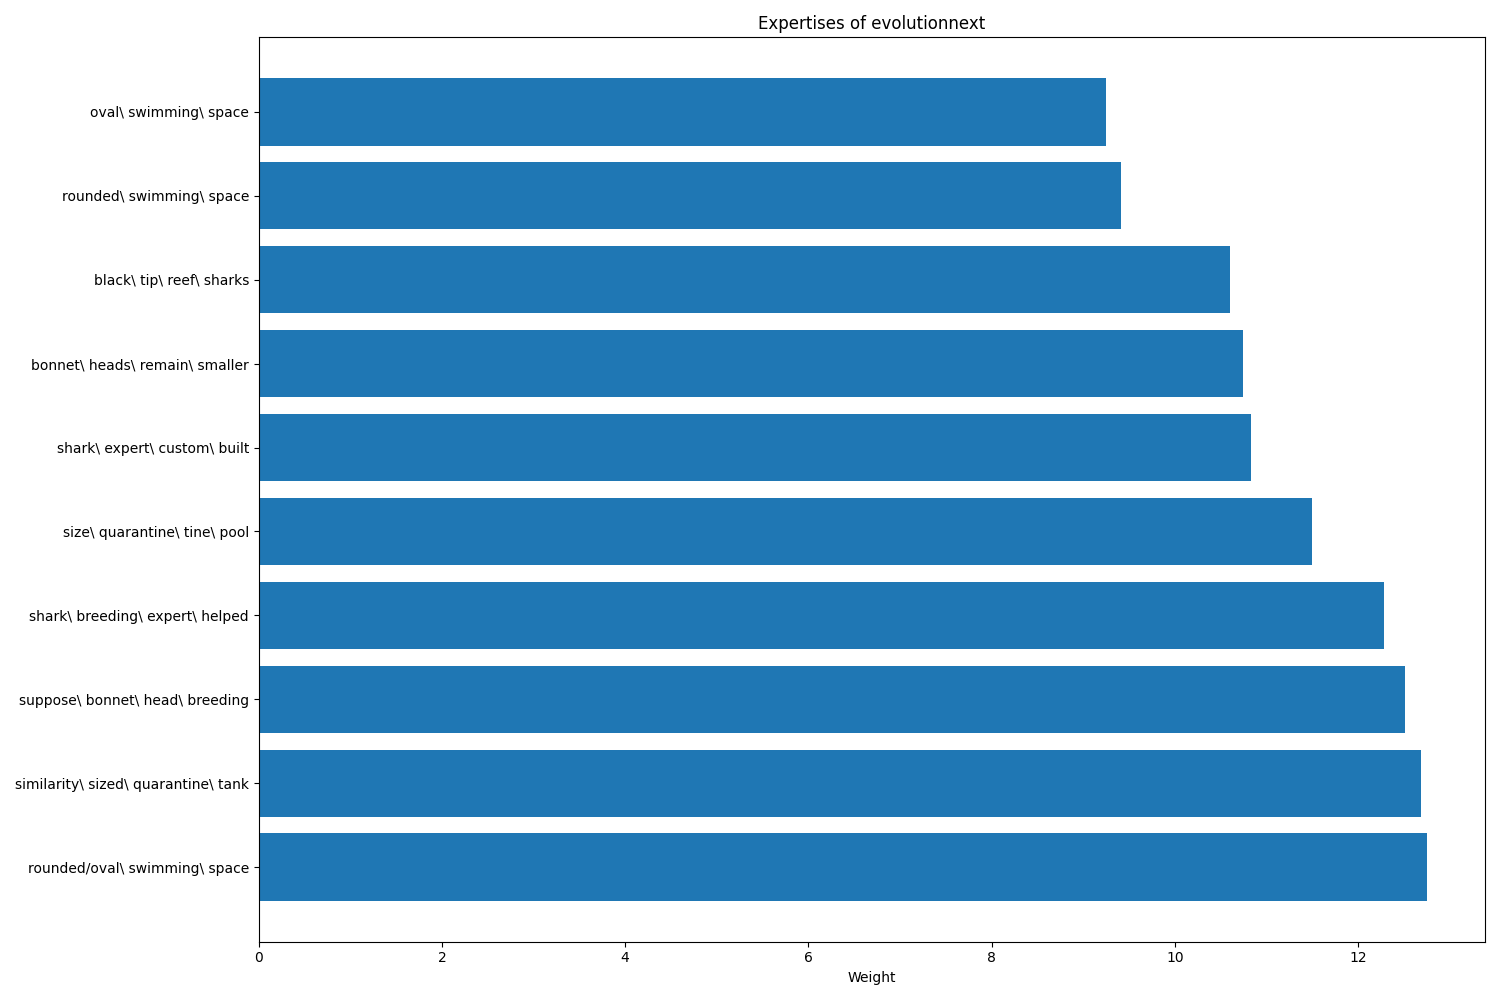 Expertises of evolutionnext
oval\ swimming\ space
rounded\ swimming\ space
black\ tip\ reef\ sharks
bonnet\ heads\ remain\ smaller
shark\ expert\ custom\ built
size\ quarantine\ tine\ pool
shark\ breeding\ expert\ helped
suppose\ bonnet\ head\ breeding
similarity\ sized\ quarantine\ tank
rounded/oval\ swimming\ space
0 2 4 6 8 10 12
Weight